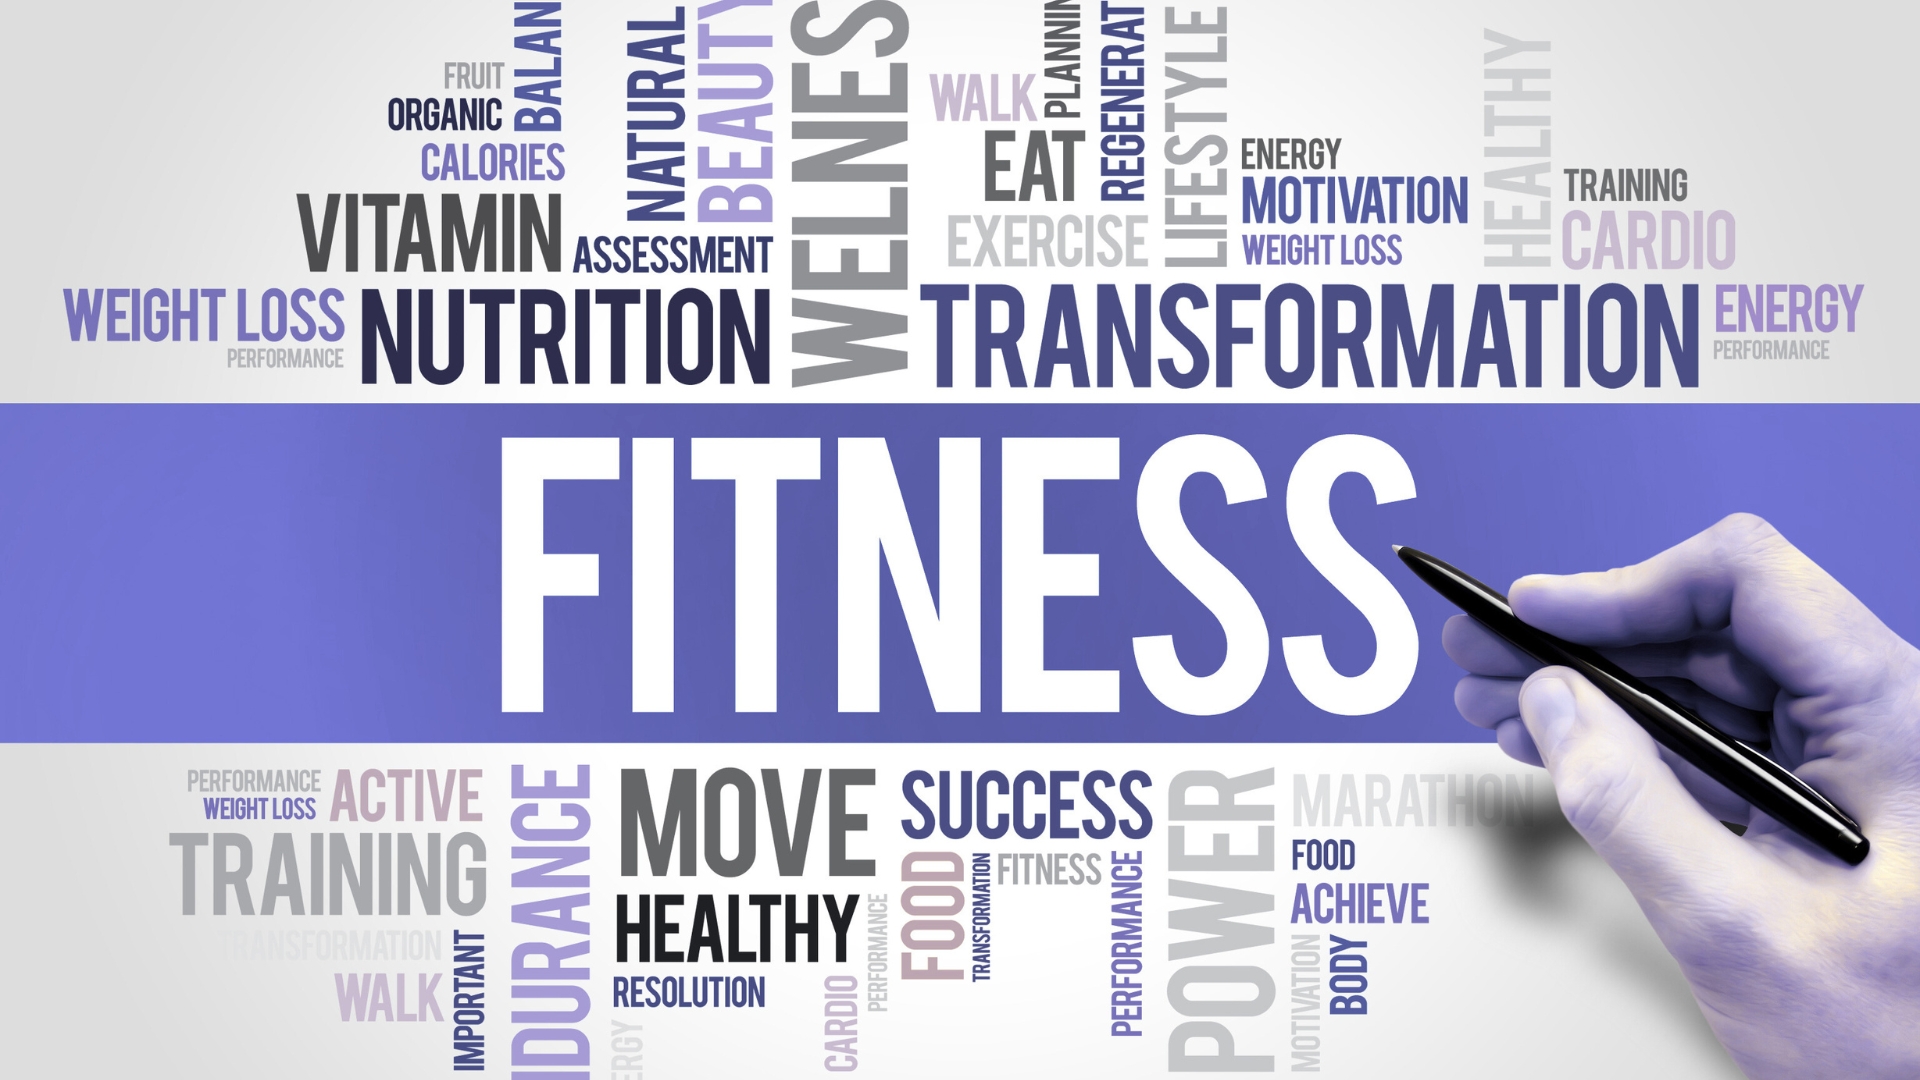 FRUIT
ORGANIC
BALAN
CALORIES
VITAMIN
NATURAL
BEAUTY
ASSESSMENT
WEIGHT LOSS
PERFORMANCE
NUTRITION
WELNES
WALK
PLANNIN
EAT
REGENERAT
EXERCISE
LIFESTYLE
ENERGY
MOTIVATION
WEIGHT LOSS
HEALTHY
TRAINING
CARDIO
TRANSFORMATION
ENERGY
PERFORMANCE
FITNESS
PERFORMANCE
WEIGHT LOSS
ACTIVE
TRAINING
TRANSFORMATION
WALK
IMPORTANT
IDURANCE
MOVE
HEALTHY
RESOLUTION
ERGY
CARDIO
PERFORMANCE
SUCCESS
FOOD
TRANSFORMATION
FITNESS
PERFORMANCE
POWER
MARATHON
FOOD
ACHIEVE
MOTIVATION
BODY